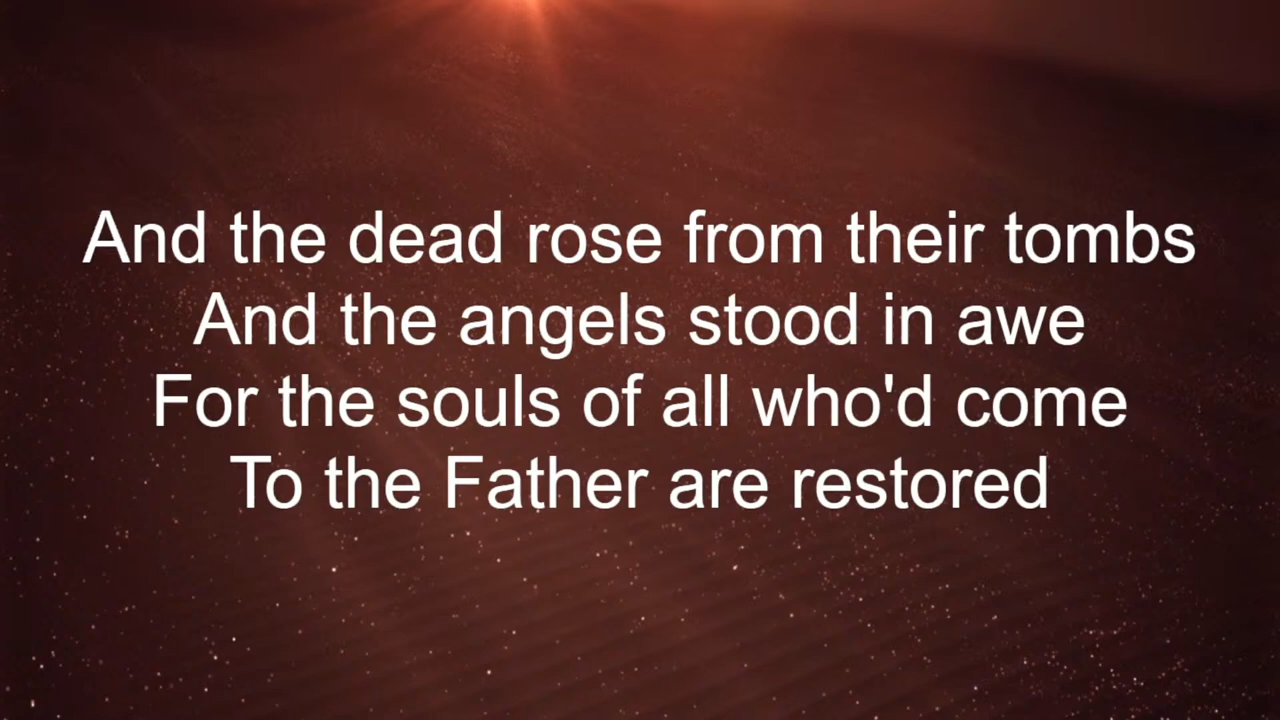 And the dead rose from their tombs
And the angels stood in awe
For the souls of all who'd come
To the Father are restored